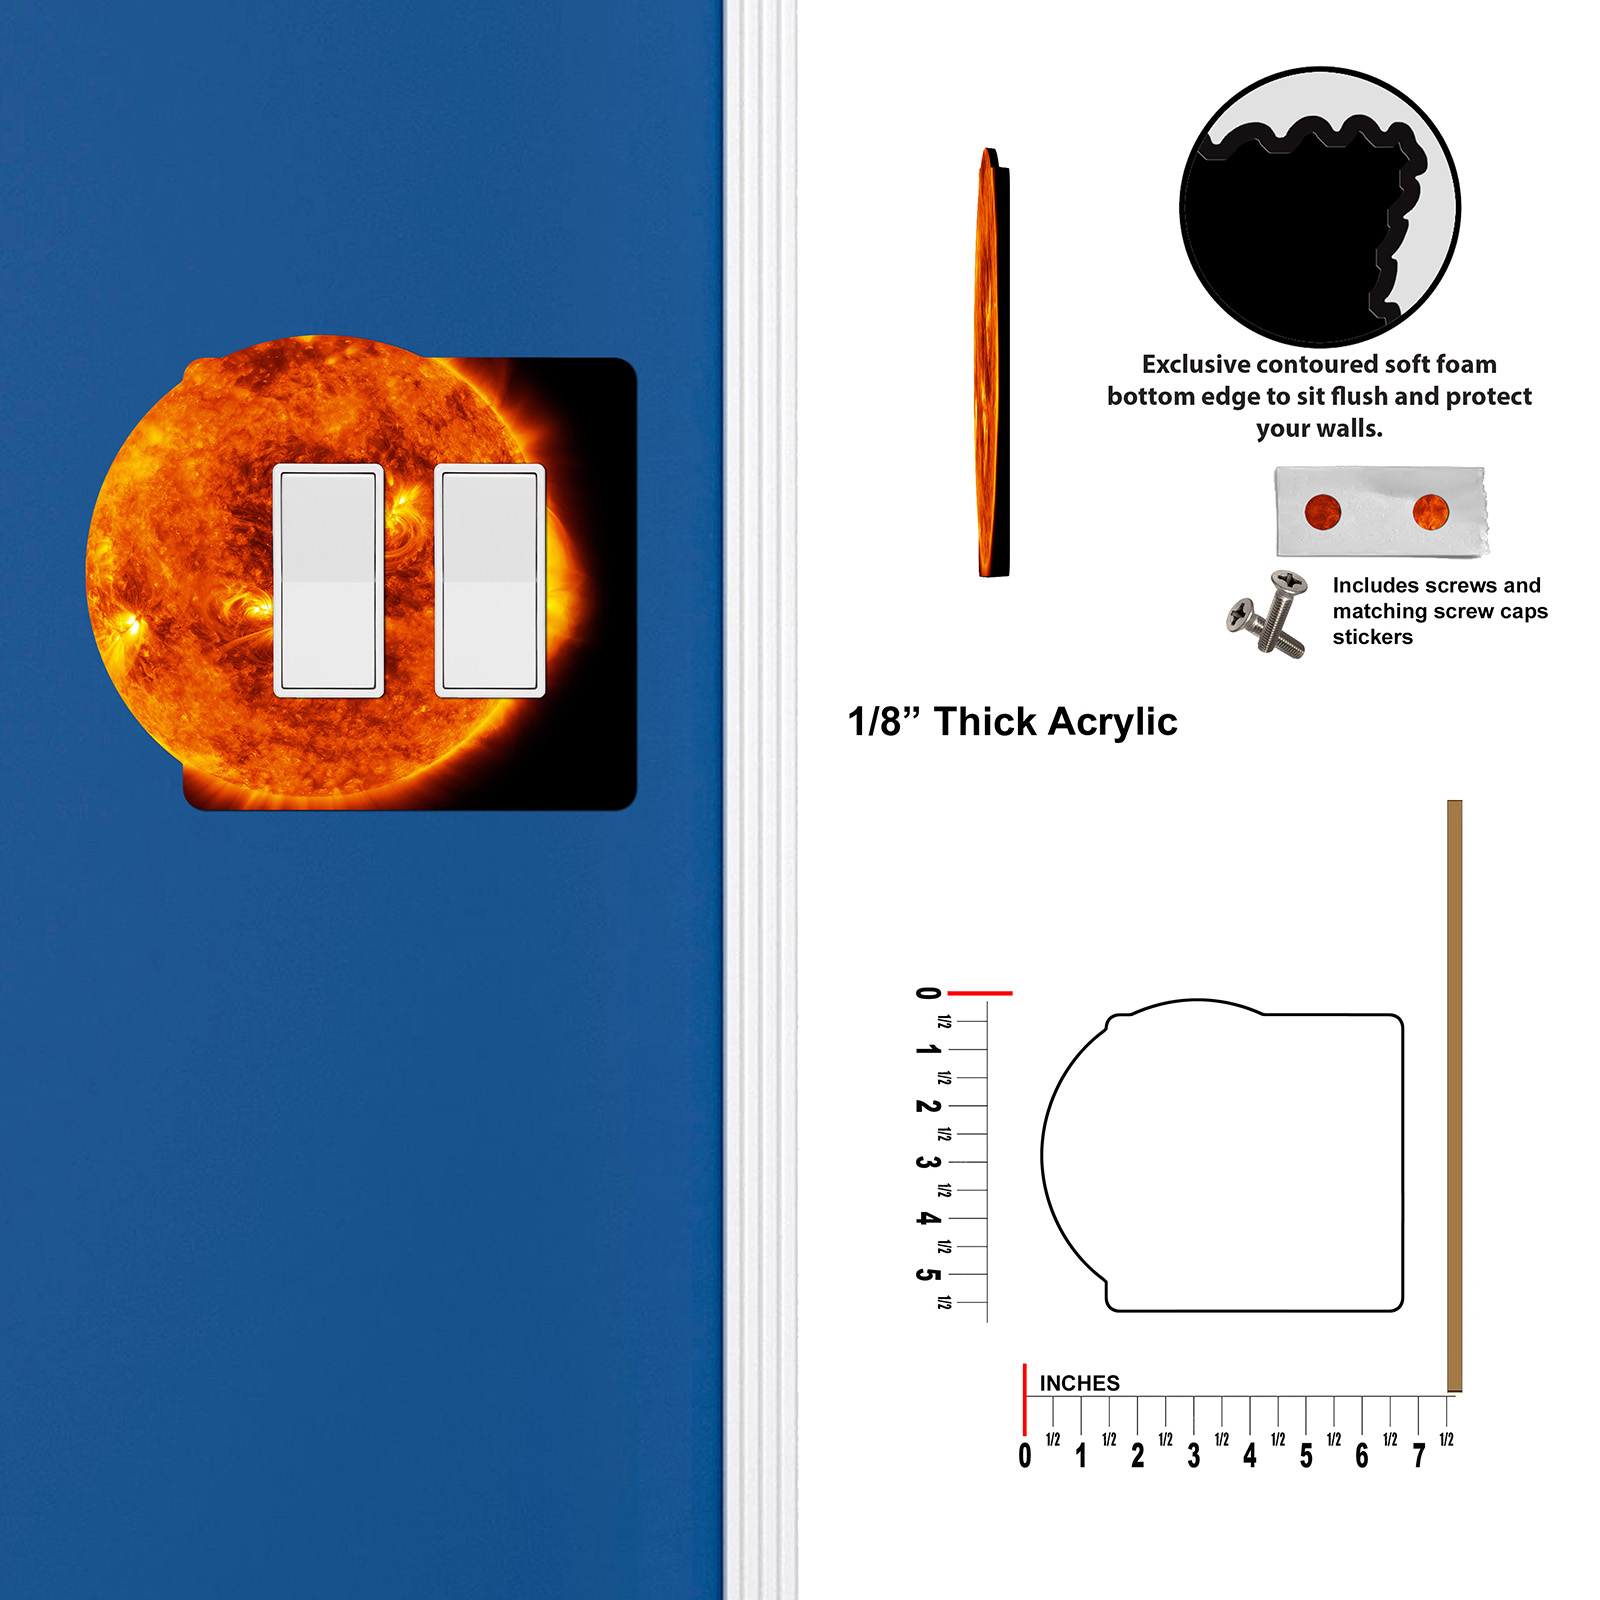 Exclusive contoured soft foam
bottom edge to sit flush and protect
your walls.
Includes screws and
matching screw caps
stickers
1/8” Thick Acrylic
0
1/2
1
1/2
2
1/2
3
1/2
4
1/2
5
1/2
INCHES
0 1/2 1 1/2 2 1/2 3 1/2 4 1/2 5 1/2 6 1/2 7 1/2